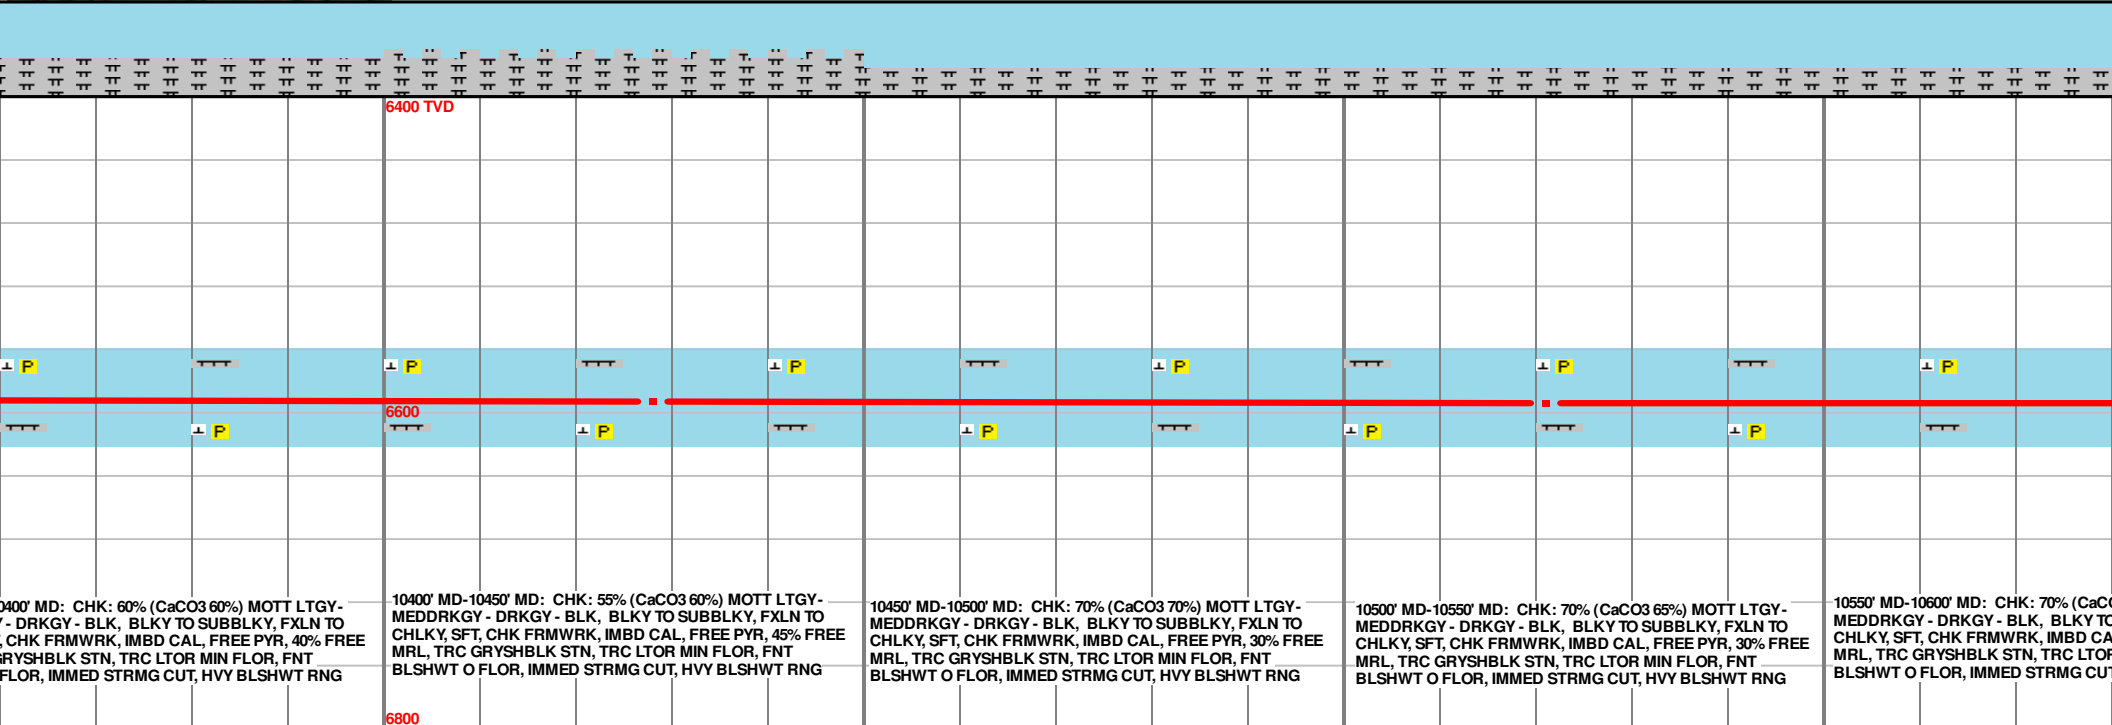 6400 TVD
P
P
P
P
P
P
6600
P
P
P
P
P
0400' MD: CHK: 60% (CaCO3 60%) MOTT LTGY-
- DRKGY - BLK, BLKY TO SUBBLKY, FXLN TO
, CHK FRMWRK, IMBD CAL, FREE PYR, 40% FREE
GRYSHBLK STN, TRC LTOR MIN FLOR, FNT
FLOR, IMMED STRMG CUT, HVY BLSHWT RNG
10400' MD-10450' MD: CHK: 55% (CaCO3 60%) MOTT LTGY-
MEDDRKGY - DRKGY - BLK, BLKY TO SUBBLKY, FXLN TO
CHLKY, SFT, CHK FRMWRK, IMBD CAL, FREE PYR, 45% FREE
MRL, TRC GRYSHBLK STN, TRC LTOR MIN FLOR, FNT
BLSHWT O FLOR, IMMED STRMG CUT, HVY BLSHWT RNG
10450' MD-10500' MD: CHK: 70% (CaCO3 70%) MOTT LTGY-
MEDDRKGY - DRKGY - BLK, BLKY TO SUBBLKY, FXLN TO
CHLKY, SFT, CHK FRMWRK, IMBD CAL, FREE PYR, 30% FREE
MRL, TRC GRYSHBLK STN, TRC LTOR MIN FLOR, FNT
BLSHWT O FLOR, IMMED STRMG CUT, HVY BLSHWT RNG
10500' MD-10550' MD: CHK: 70% (CaCO3 65%) MOTT LTGY-
MEDDRKGY - DRKGY - BLK, BLKY TO SUBBLKY, FXLN TO
CHLKY, SFT, CHK FRMWRK, IMBD CAL, FREE PYR, 30% FREE
MRL, TRC GRYSHBLK STN, TRC LTOR MIN FLOR, FNT
BLSHWT O FLOR, IMMED STRMG CUT, HVY BLSHWT RNG
10550' MD-10600' MD: CHK: 70% (CaCO
MEDDRKGY - DRKGY - BLK, BLKY TO
CHLKY, SFT, CHK FRMWRK, IMBD CA
MRL, TRC GRYSHBLK STN, TRC LTOR
BLSHWT O FLOR, IMMED STRMG CUT
6800